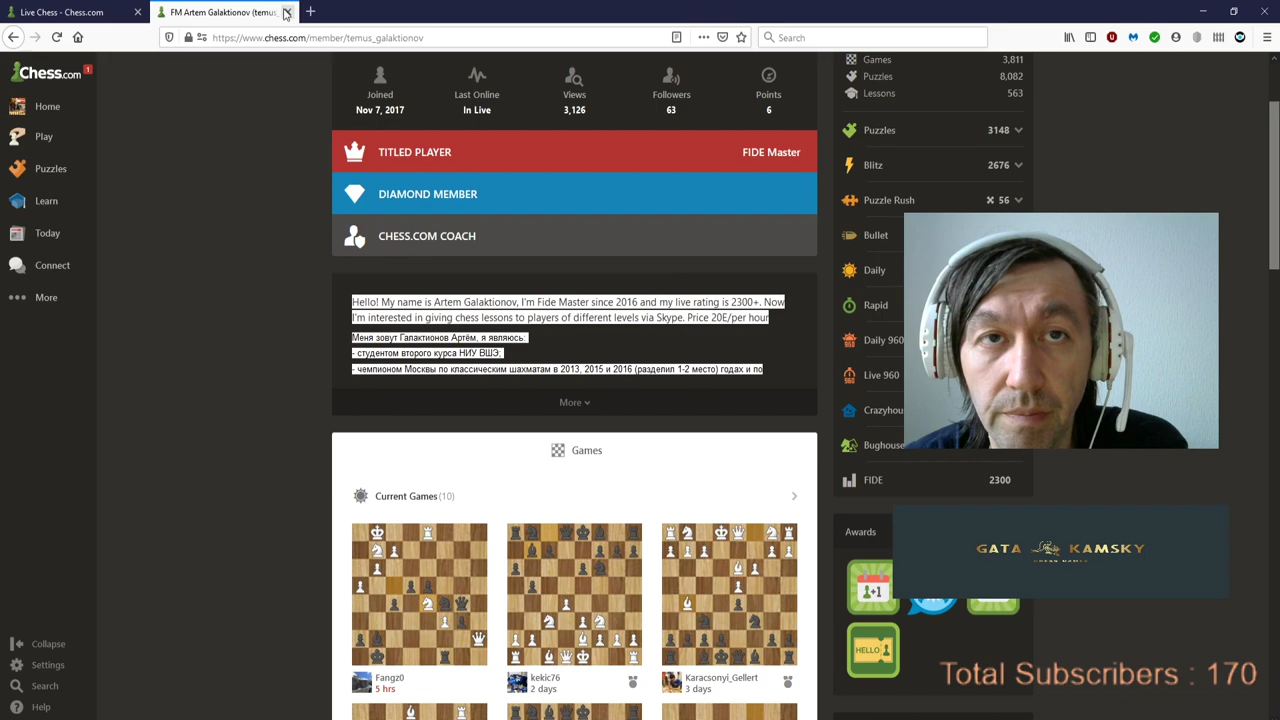 Live Chess - Chess.com
FM Artem Galaktionov (temus_
https://www.chess.com/member/temus_galaktionov
Search
Chess.com
1
Home
Play
Puzzles
Learn
Today
Connect
More
Collapse
Settings
Search
Help
Joined
Nov 7, 2017
Last Online
In Live
Views
3,126
Followers
63
Points
6
TITLED PLAYER
FIDE Master
DIAMOND MEMBER
CHESS.COM COACH
Hello! My name is Artem Galaktionov, I'm Fide Master since 2016 and my live rating is 2300+. Now
I'm interested in giving chess lessons to players of different levels via Skype. Price 20E/per hour
Меня зовут Галактионов Артём, я являюсь:
- студентом второго курса НИУ ВШЭ;
- чемпионом Москвы по классическим шахматам в 2013, 2015 и 2016 (разделил 1-2 место) годах и по
More
Games
Current Games (10)
Fangz0
5 hrs
kekic76
2 days
Karacsonyi_Gellert
3 days
Games 3,811
Puzzles 8,082
Lessons 563
Puzzles 3148
Blitz 2676
Puzzle Rush 56
Bullet
Daily
Rapid
Daily 960
Live 960
Crazyhou
Bughouse
FIDE 2300
Awards
+1
HELLO
GATA KAMSKY
Total Subscribers : 170